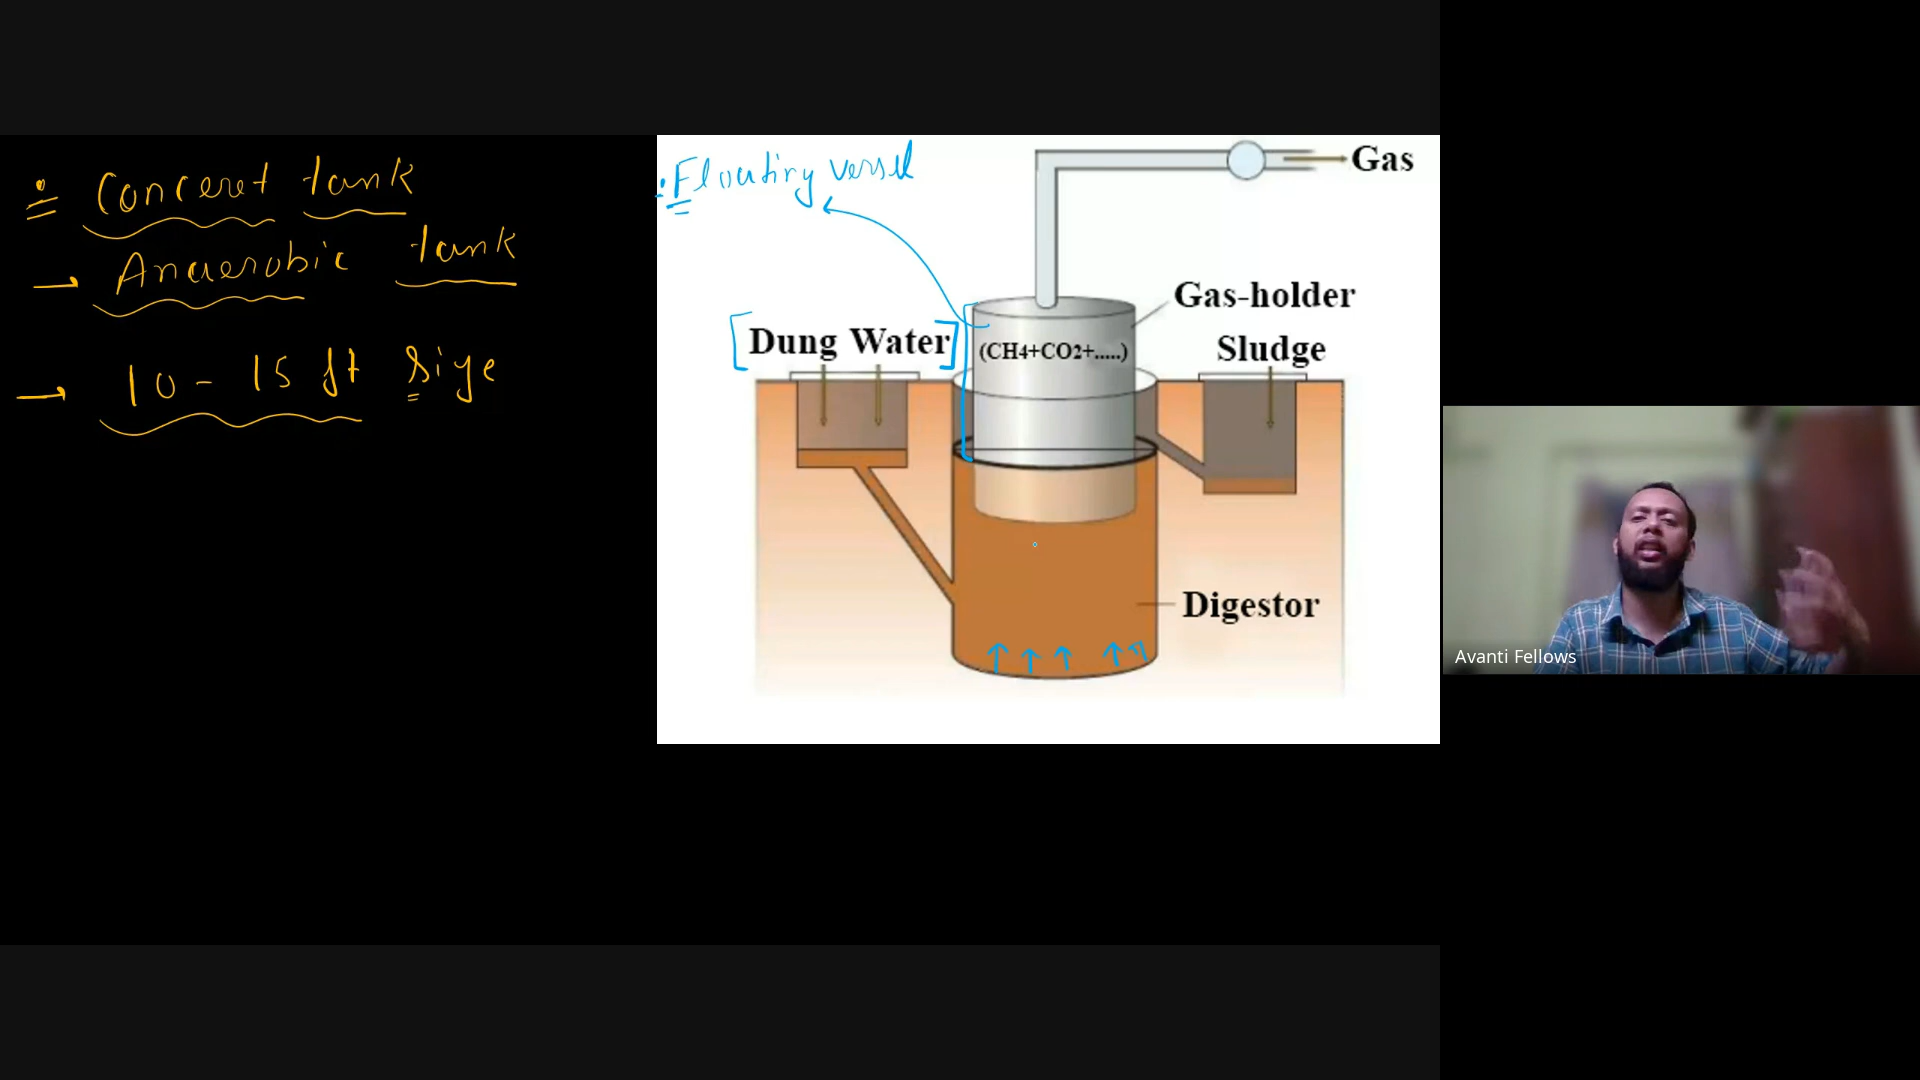 Conceret tank
→ Anaerobic tank
→ 10 - 15 ft size
: Floating vessel
Gas
Gas-holder
[Dung Water]
(CH4+CO2+.....)
Sludge
Digestor
Avanti Fellows